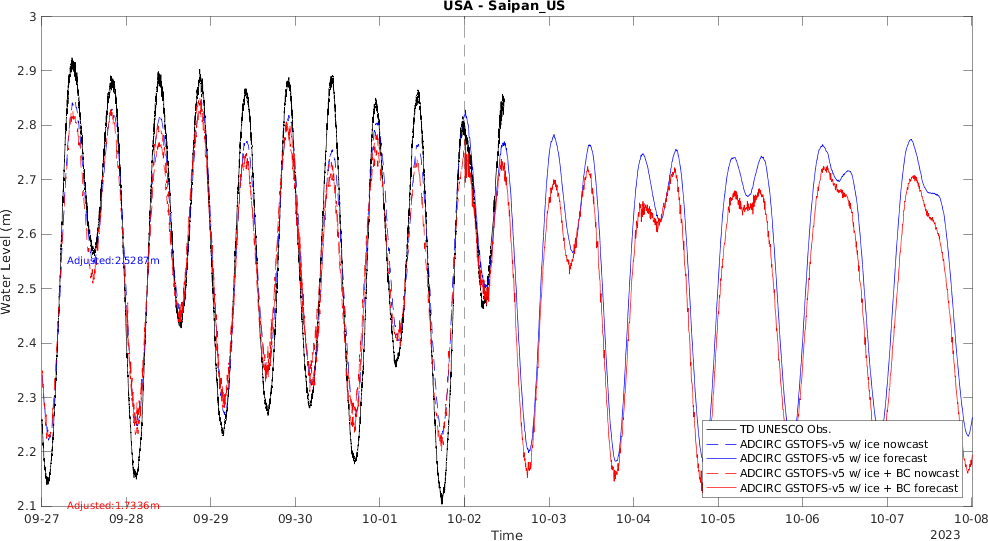 USA - Saipan_US
3
2.9
2.8
2.7
2.6
2.5
2.4
2.3
2.2
2.1
Water Level (m)
Adjusted:2.5287m
Adjusted:1.7336m
TD UNESCO Obs.
ADCIRC GSTOFS-v5 w/ ice nowcast
ADCIRC GSTOFS-v5 w/ ice forecast
ADCIRC GSTOFS-v5 w/ ice + BC nowcast
ADCIRC GSTOFS-v5 w/ ice + BC forecast
09-27 09-28 09-29 09-30 10-01 10-02 10-03 10-04 10-05 10-06 10-07 10-08
Time
2023